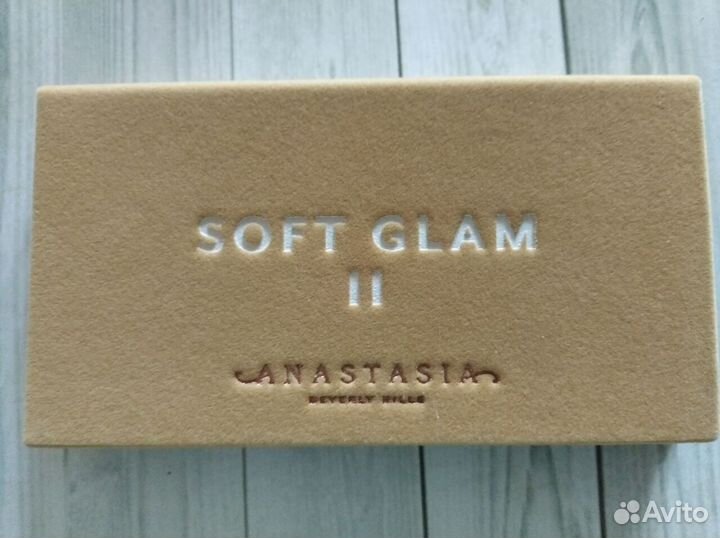 SOFT GLAM
II
ANASTASIA
BEVERLY HILLS
Avito